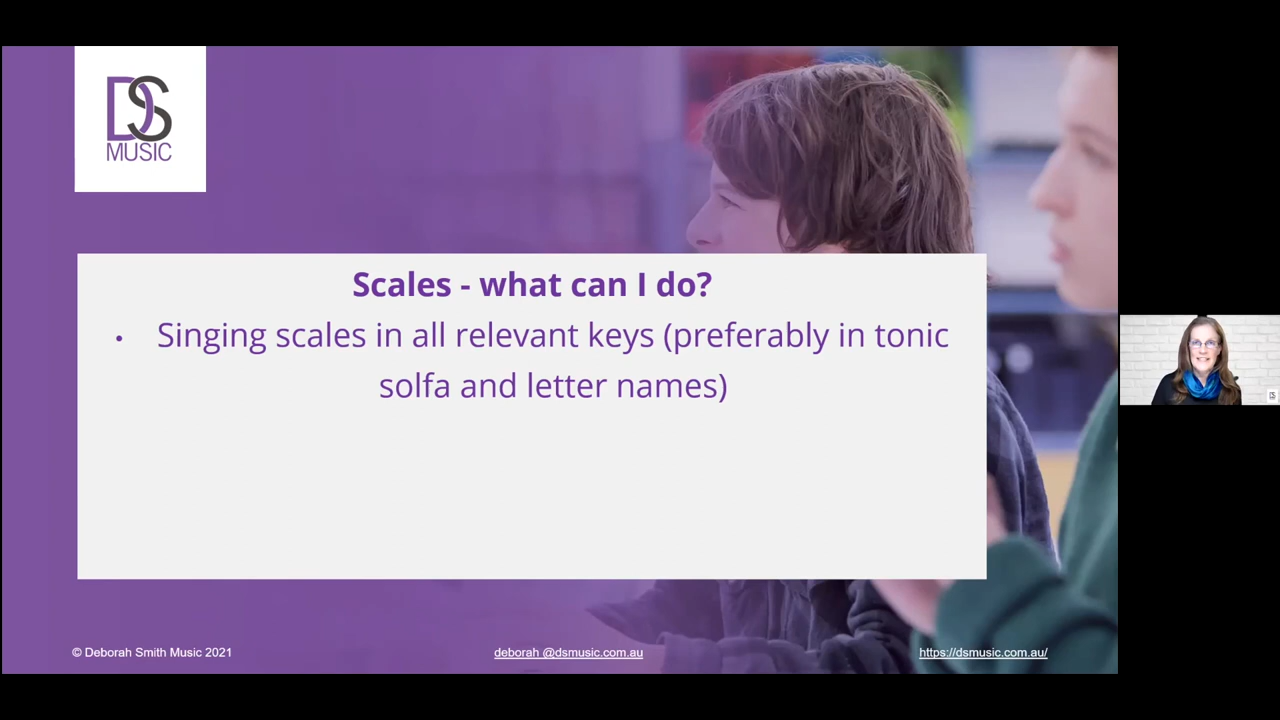 DS
MUSIC
Scales - what can I do?
• Singing scales in all relevant keys (preferably in tonic
solfa and letter names)
© Deborah Smith Music 2021
deborah @dsmusic.com.au
https://dsmusic.com.au/
DS